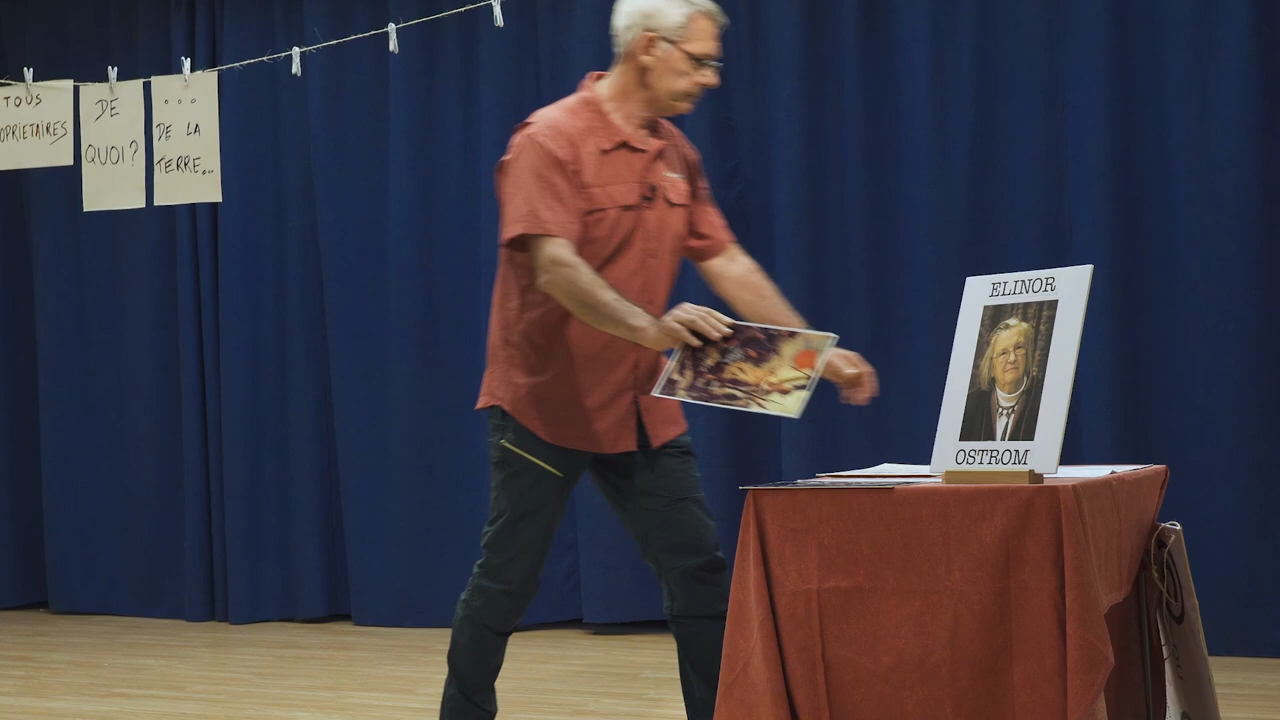 TOUS
OPRIETAIRES
DE
QUOI?
...
DE LA
TERRE...
ELINOR
OSTROM